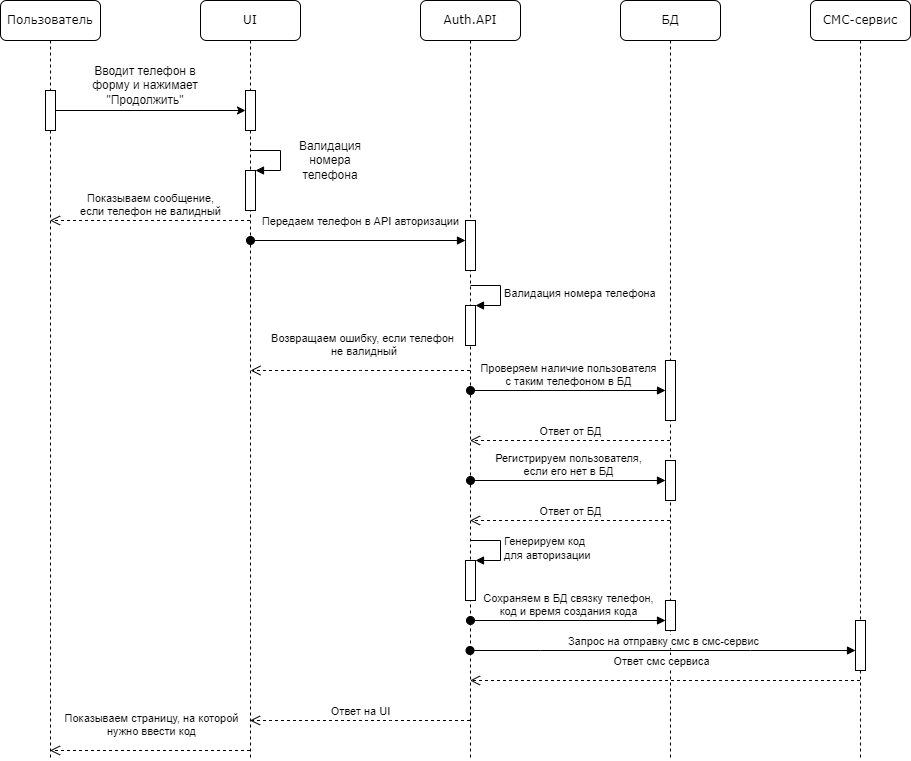 Пользователь
UI
Auth.API
БД
СМС-сервис
Вводит телефон в
форму и нажимает
"Продолжить"
Валидация
номера
телефона
Показываем сообщение,
если телефон не валидный
Передаем телефон в API авторизации
Валидация номера телефона
Возвращаем ошибку, если телефон
не валидный
Проверяем наличие пользователя
с таким телефоном в БД
Ответ от БД
Регистрируем пользователя,
если его нет в БД
Ответ от БД
Генерируем код
для авторизации
Сохраняем в БД связку телефон,
код и время создания кода
Запрос на отправку смс в смс-сервис
Ответ смс сервиса
Ответ на UI
Показываем страницу, на которой
нужно ввести код